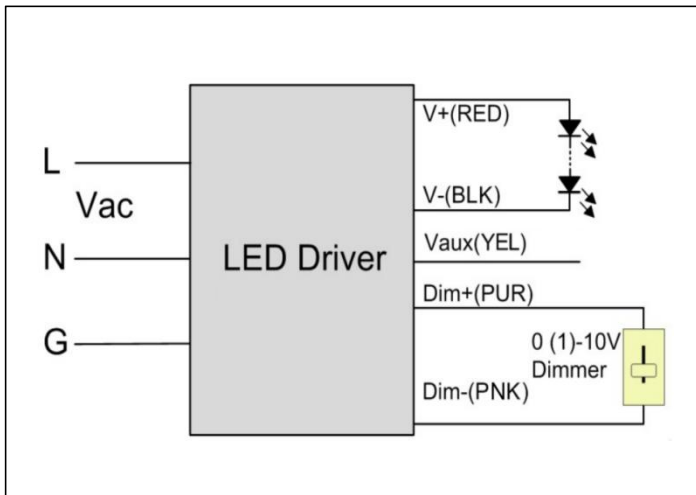 L
Vac
N
G
LED Driver
V+(RED)
V-(BLK)
Vaux(YEL)
Dim+(PUR)
0 (1)-10V
Dimmer
Dim-(PNK)